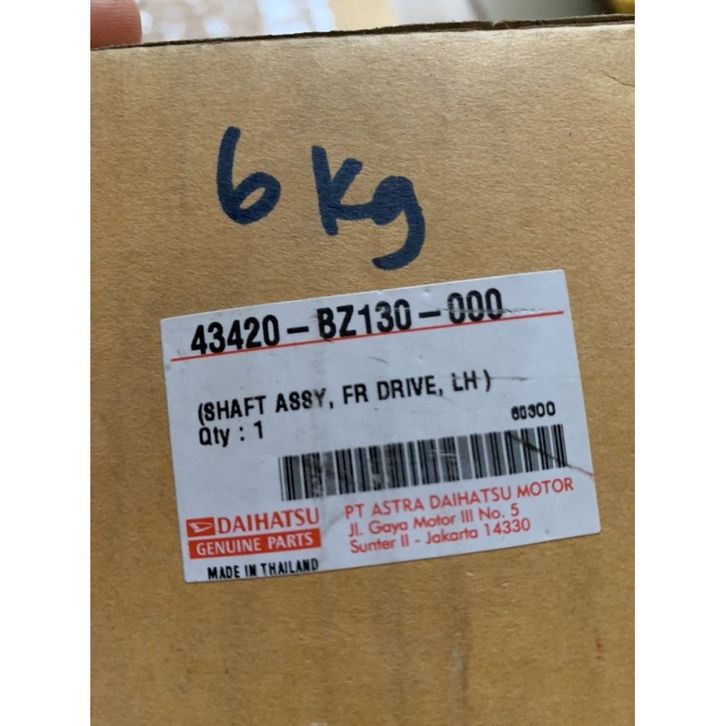 6 Kg
43420-BZ130-000
(SHAFT ASSY, FR DRIVE, LH)
Qty : 1
60300
DAIHATSU
GENUINE PARTS
MADE IN THAILAND
PT ASTRA DAIHATSU MOTOR
Jl. Gaya Motor III No. 5
Sunter II - Jakarta 14330